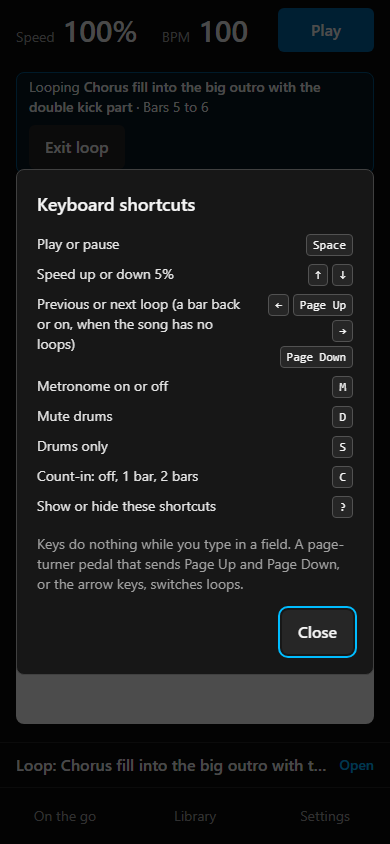 Speed 100% BPM 100 Play
Looping Chorus fill into the big outro with the
double kick part · Bars 5 to 6
Exit loop
Keyboard shortcuts
Play or pause Space
Speed up or down 5% ↑ ↓
Previous or next loop (a bar back ← Page Up
or on, when the song has no →
loops) Page Down
Metronome on or off M
Mute drums D
Drums only S
Count-in: off, 1 bar, 2 bars C
Show or hide these shortcuts ?
Keys do nothing while you type in a field. A page-
turner pedal that sends Page Up and Page Down,
or the arrow keys, switches loops.
Close
Loop: Chorus fill into the big outro with t... Open
On the go Library Settings